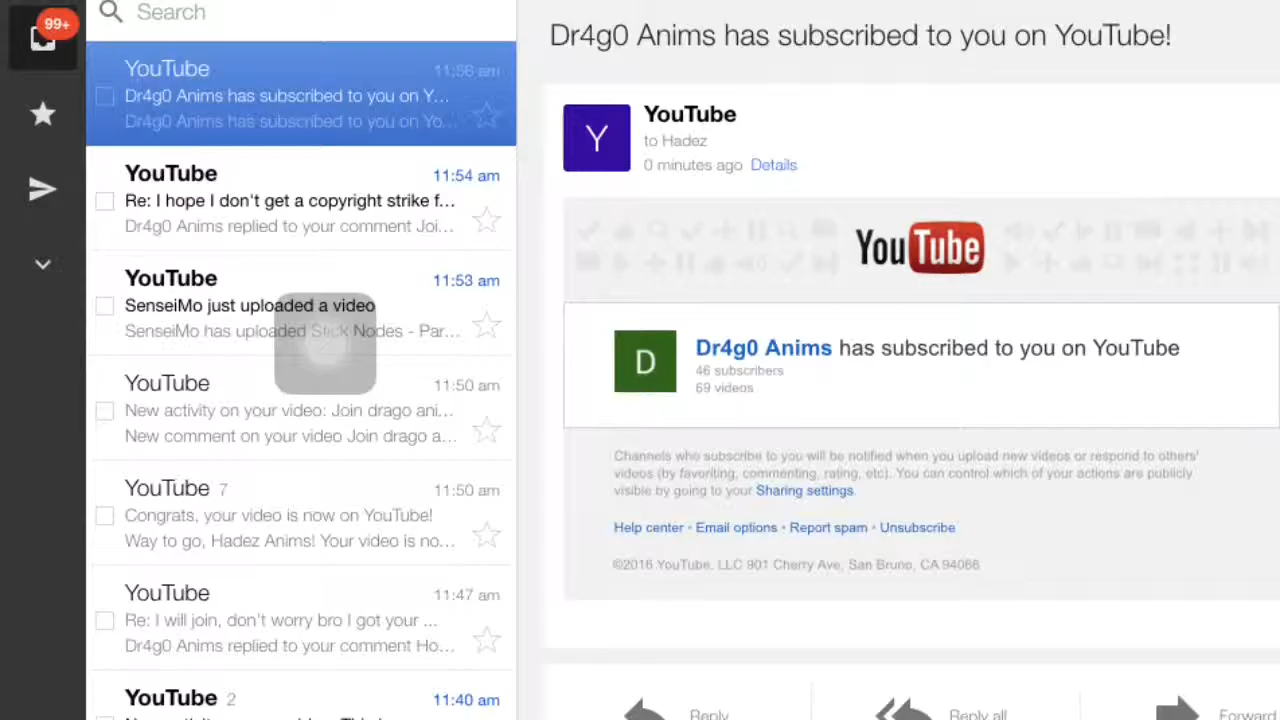 99+
Search
YouTube
11:56 am
Dr4g0 Anims has subscribed to you on Y...
Dr4g0 Anims has subscribed to you on Yo...
YouTube
11:54 am
Re: I hope I don't get a copyright strike f...
Dr4g0 Anims replied to your comment Joi...
YouTube
11:53 am
SenseiMo just uploaded a video
SenseiMo has uploaded Stick Nodes - Par...
YouTube
11:50 am
New activity on your video: Join drago ani...
New comment on your video Join drago a...
YouTube 7
11:50 am
Congrats, your video is now on YouTube!
Way to go, Hadez Anims! Your video is no...
YouTube
11:47 am
Re: I will join, don't worry bro I got your ...
Dr4g0 Anims replied to your comment Ho...
YouTube 2
11:40 am
Dr4g0 Anims has subscribed to you on YouTube!
Y
YouTube
to Hadez
0 minutes ago Details
YouTube
D
Dr4g0 Anims has subscribed to you on YouTube
46 subscribers
69 videos
Channels who subscribe to you will be notified when you upload new videos or respond to others'
videos (by favoriting, commenting, rating, etc). You can control which of your actions are publicly
visible by going to your Sharing settings.
Help center • Email options • Report spam • Unsubscribe
©2016 YouTube, LLC 901 Cherry Ave, San Bruno, CA 94066
Reply
Reply all
Forward